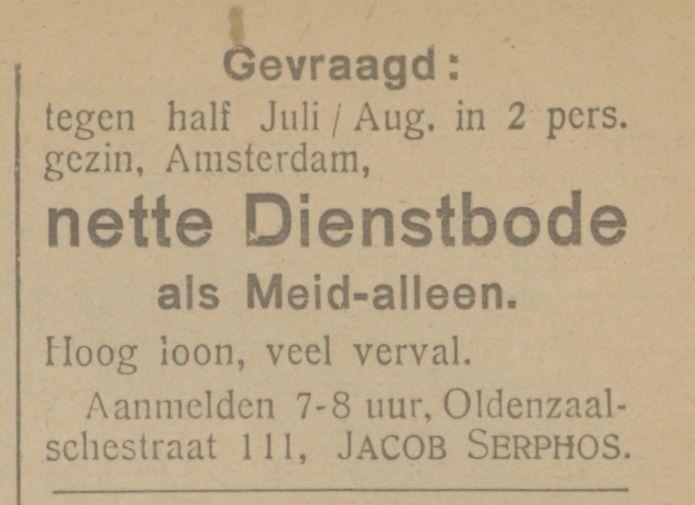 Gevraagd:
tegen half Juli / Aug. in 2 pers.
gezin, Amsterdam,
nette Dienstbode
als Meid-alleen.
Hoog loon, veel verval.
Aanmelden 7-8 uur, Oldenzaal-
schestraat 111, JACOB SERPHOS.